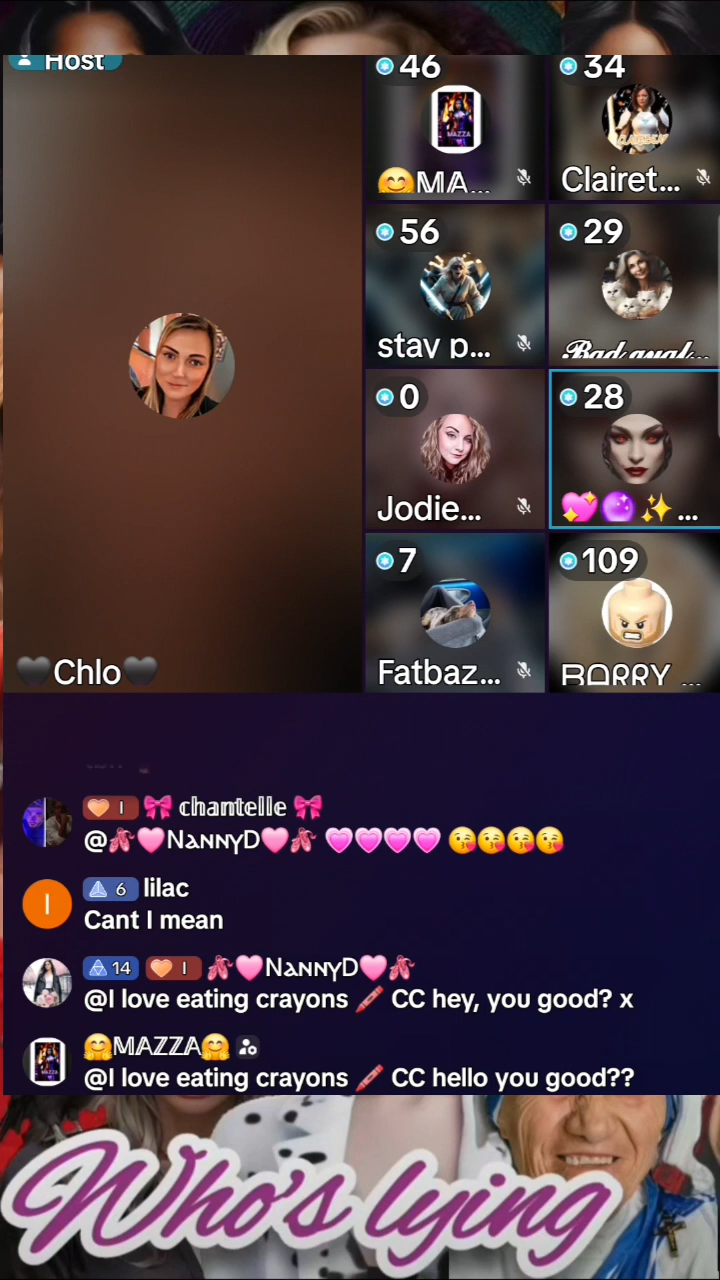 Host
46
MAZZA
🤗MA...
34
Clairet...
56
stav p...
29
0
Jodie...
28
💖🔮✨...
7
Fatbaz...
109
BARRY ...
🖤Chlo🖤
I 🎀 chantelle 🎀
@🩰🩷NannyD🩷🩰 🩷🩷🩷🩷 😘😘😘😘
I
6 lilac
Cant I mean
14 I 🩰🩷NannyD🩷🩰
@I love eating crayons 🖍️ CC hey, you good? x
🤗MAZZA🤗
@I love eating crayons 🖍️ CC hello you good??
Who's lying